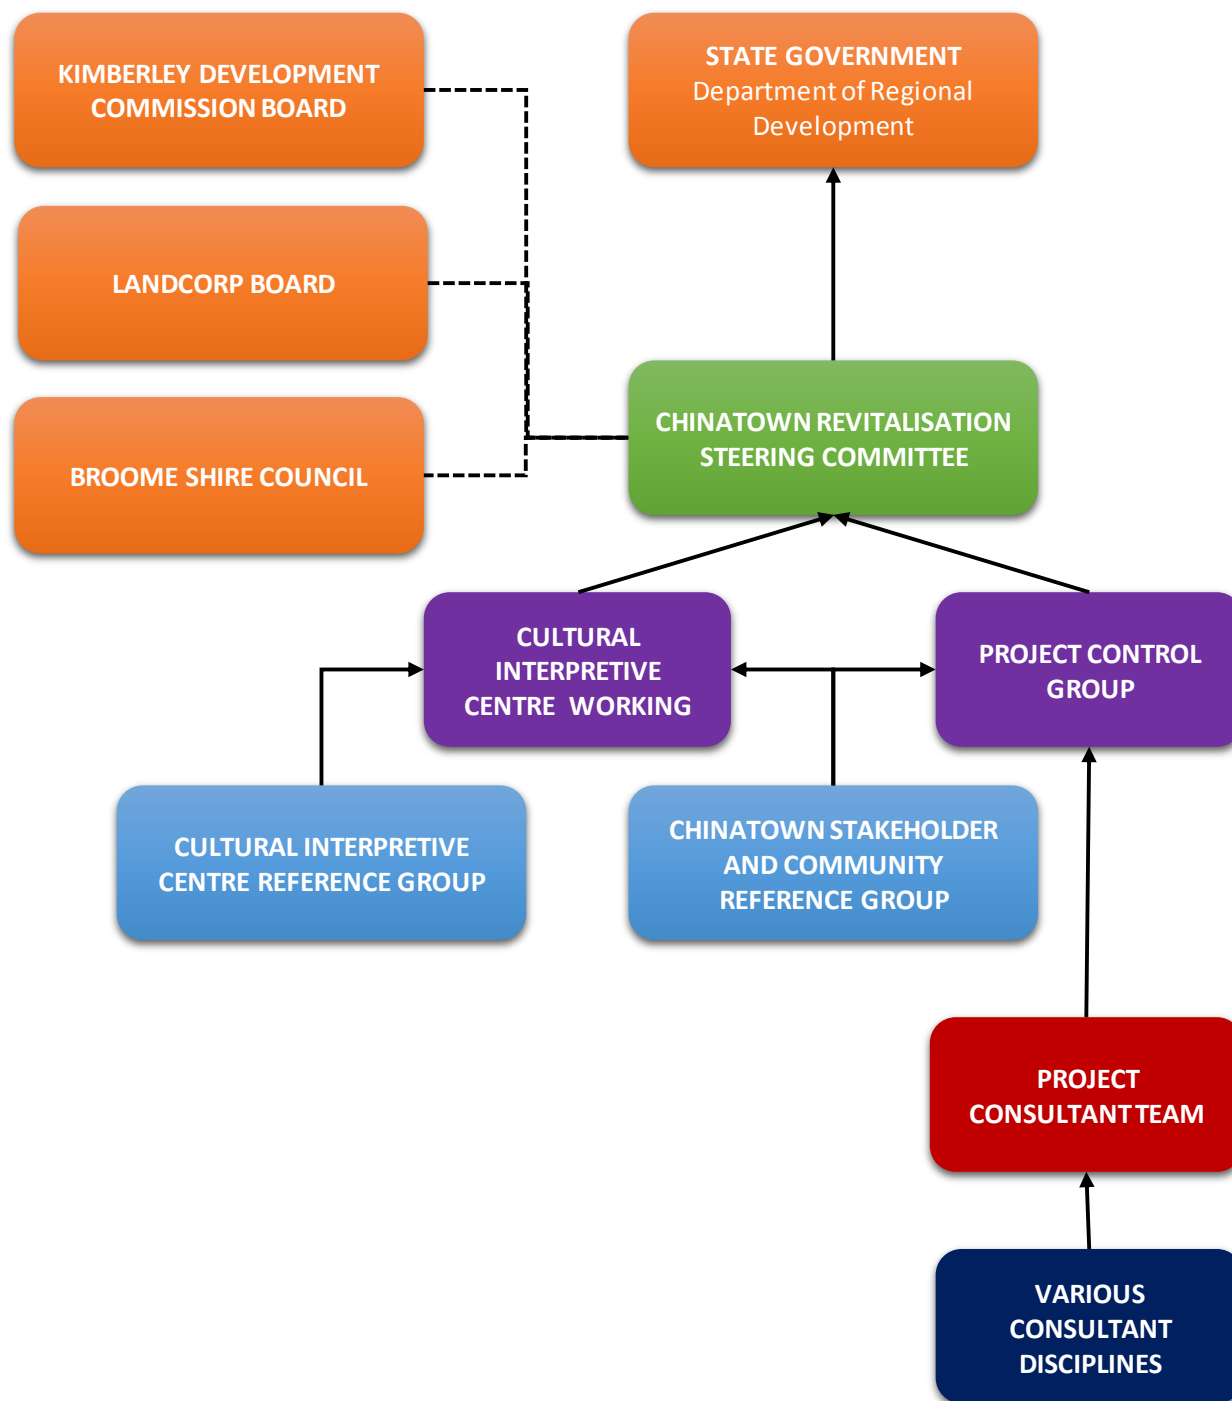 KIMBERLEY DEVELOPMENT
COMMISSION BOARD
STATE GOVERNMENT
Department of Regional
Development
LANDCORP BOARD
CHINATOWN REVITALISATION
STEERING COMMITTEE
BROOME SHIRE COUNCIL
CULTURAL
INTERPRETIVE
CENTRE WORKING
PROJECT CONTROL
GROUP
CULTURAL INTERPRETIVE
CENTRE REFERENCE GROUP
CHINATOWN STAKEHOLDER
AND COMMUNITY
REFERENCE GROUP
PROJECT
CONSULTANT TEAM
VARIOUS
CONSULTANT
DISCIPLINES